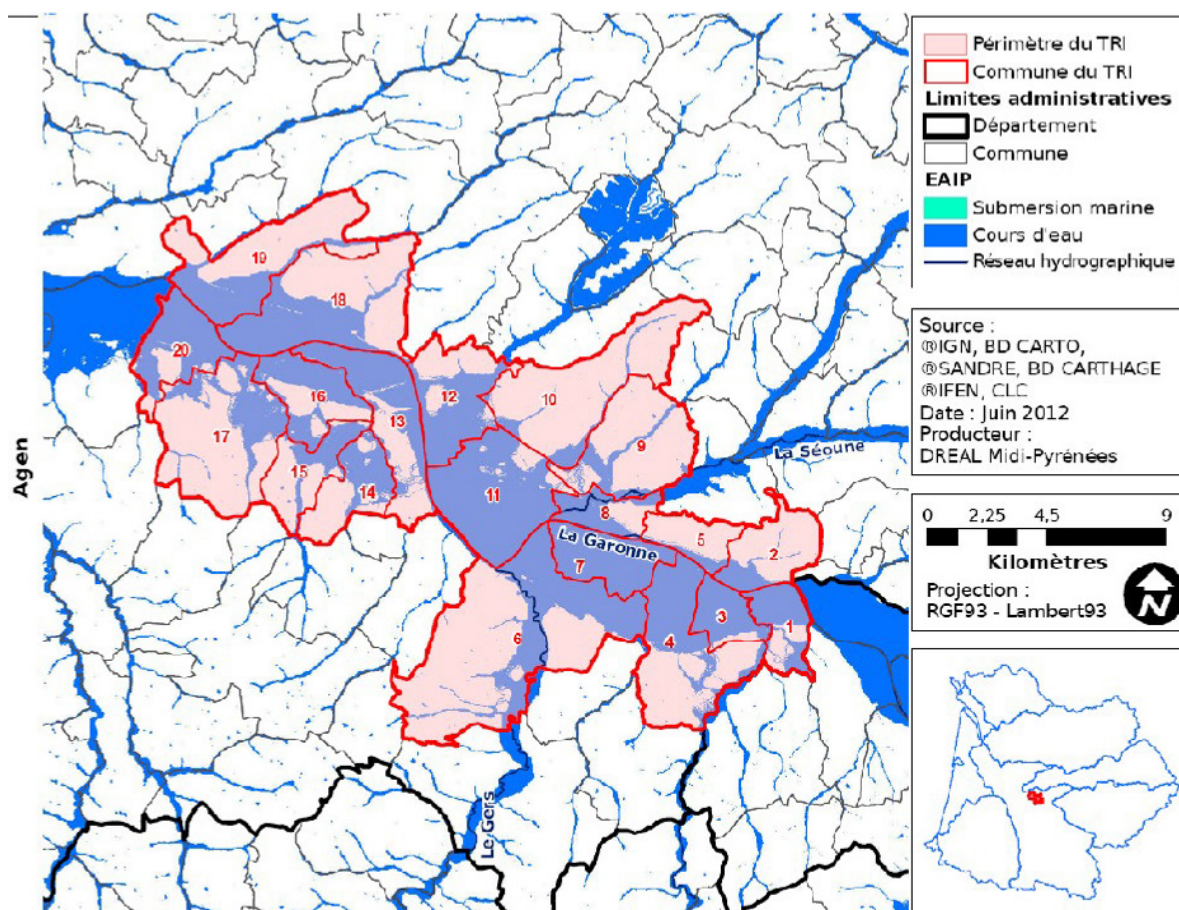 Agen
19
18
20
16
12
13
10
17
9
La Séoune
15
14
11
8
5
2
La Garonne
7
3
1
6
4
Le Gers
Périmètre du TRI
Commune du TRI
Limites administratives
Département
Commune
EAIP
Submersion marine
Cours d'eau
Réseau hydrographique
Source :
®IGN, BD CARTO,
®SANDRE, BD CARTHAGE
®IFEN, CLC
Date : Juin 2012
Producteur :
DREAL Midi-Pyrénées
0 2,25 4,5 9
Kilomètres
Projection :
RGF93 - Lambert93
N